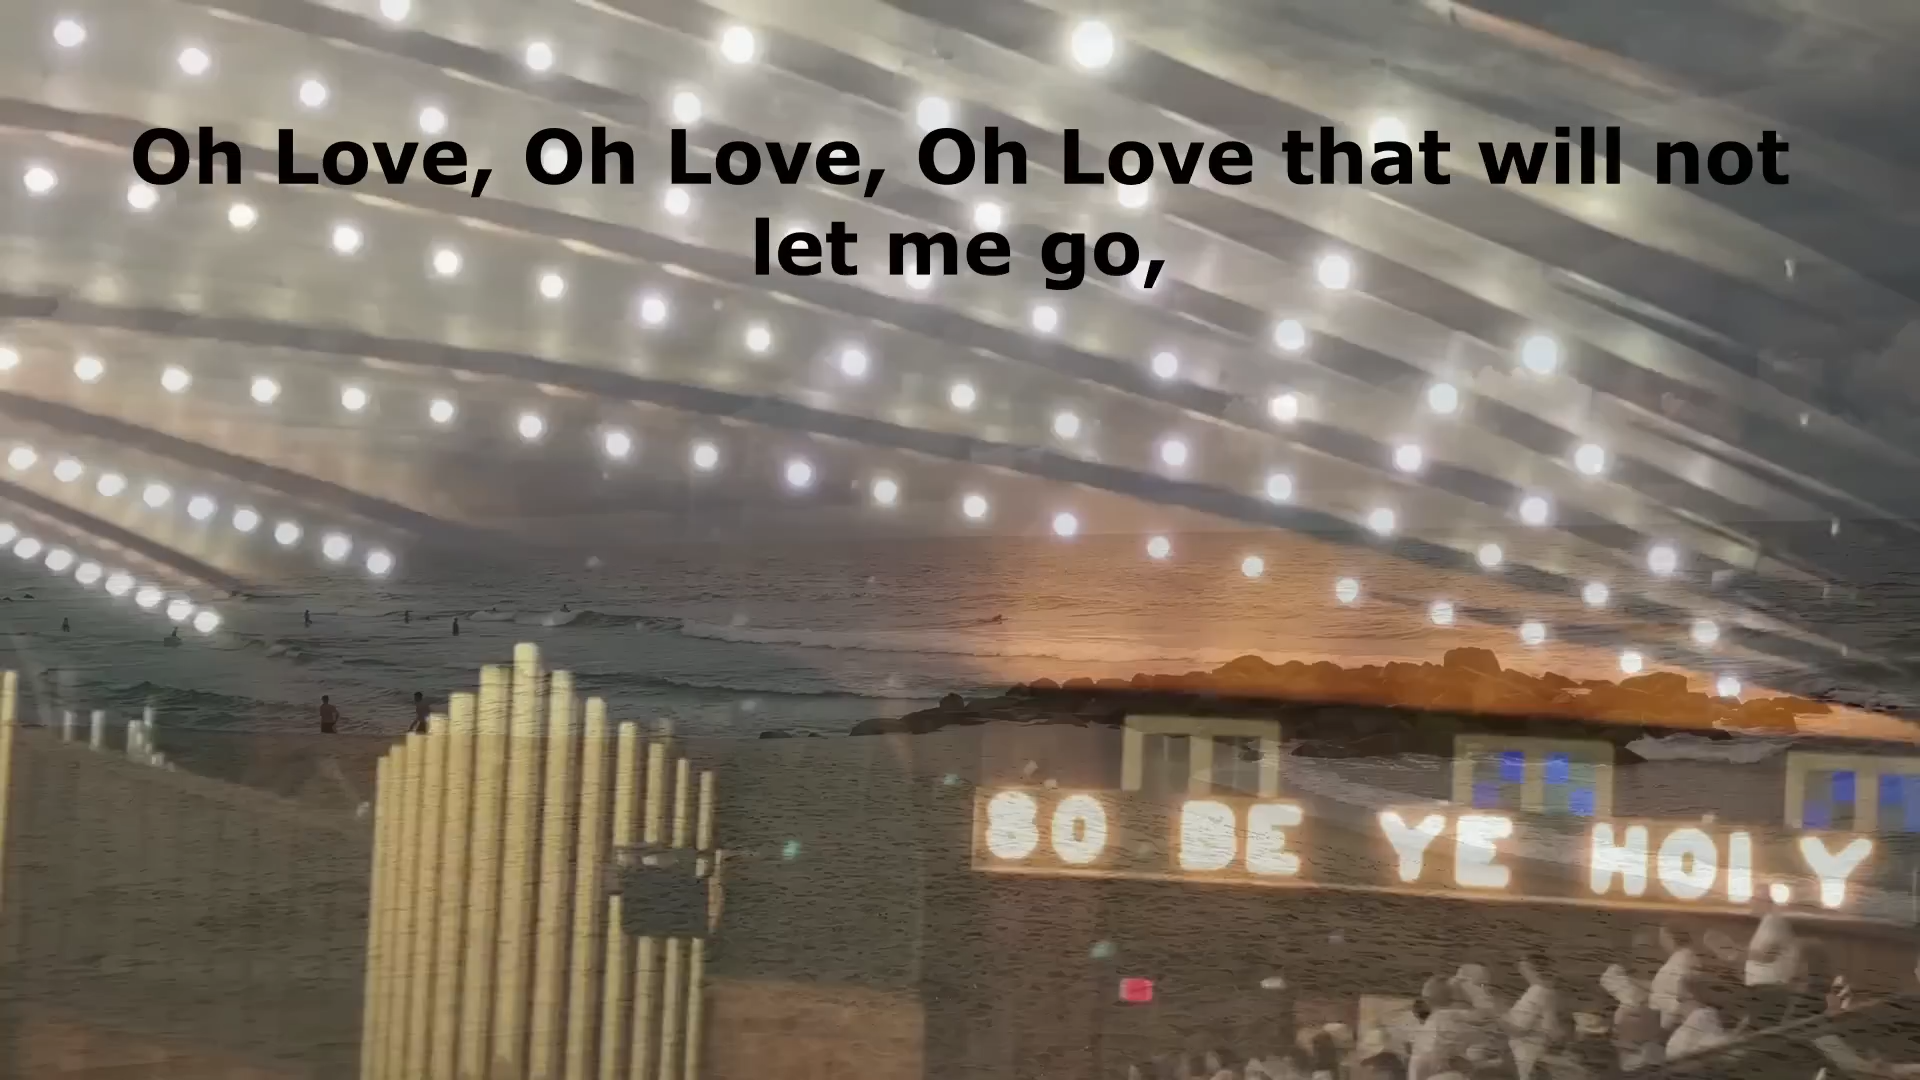 Oh Love, Oh Love, Oh Love that will not
let me go,
SO BE YE HOLY